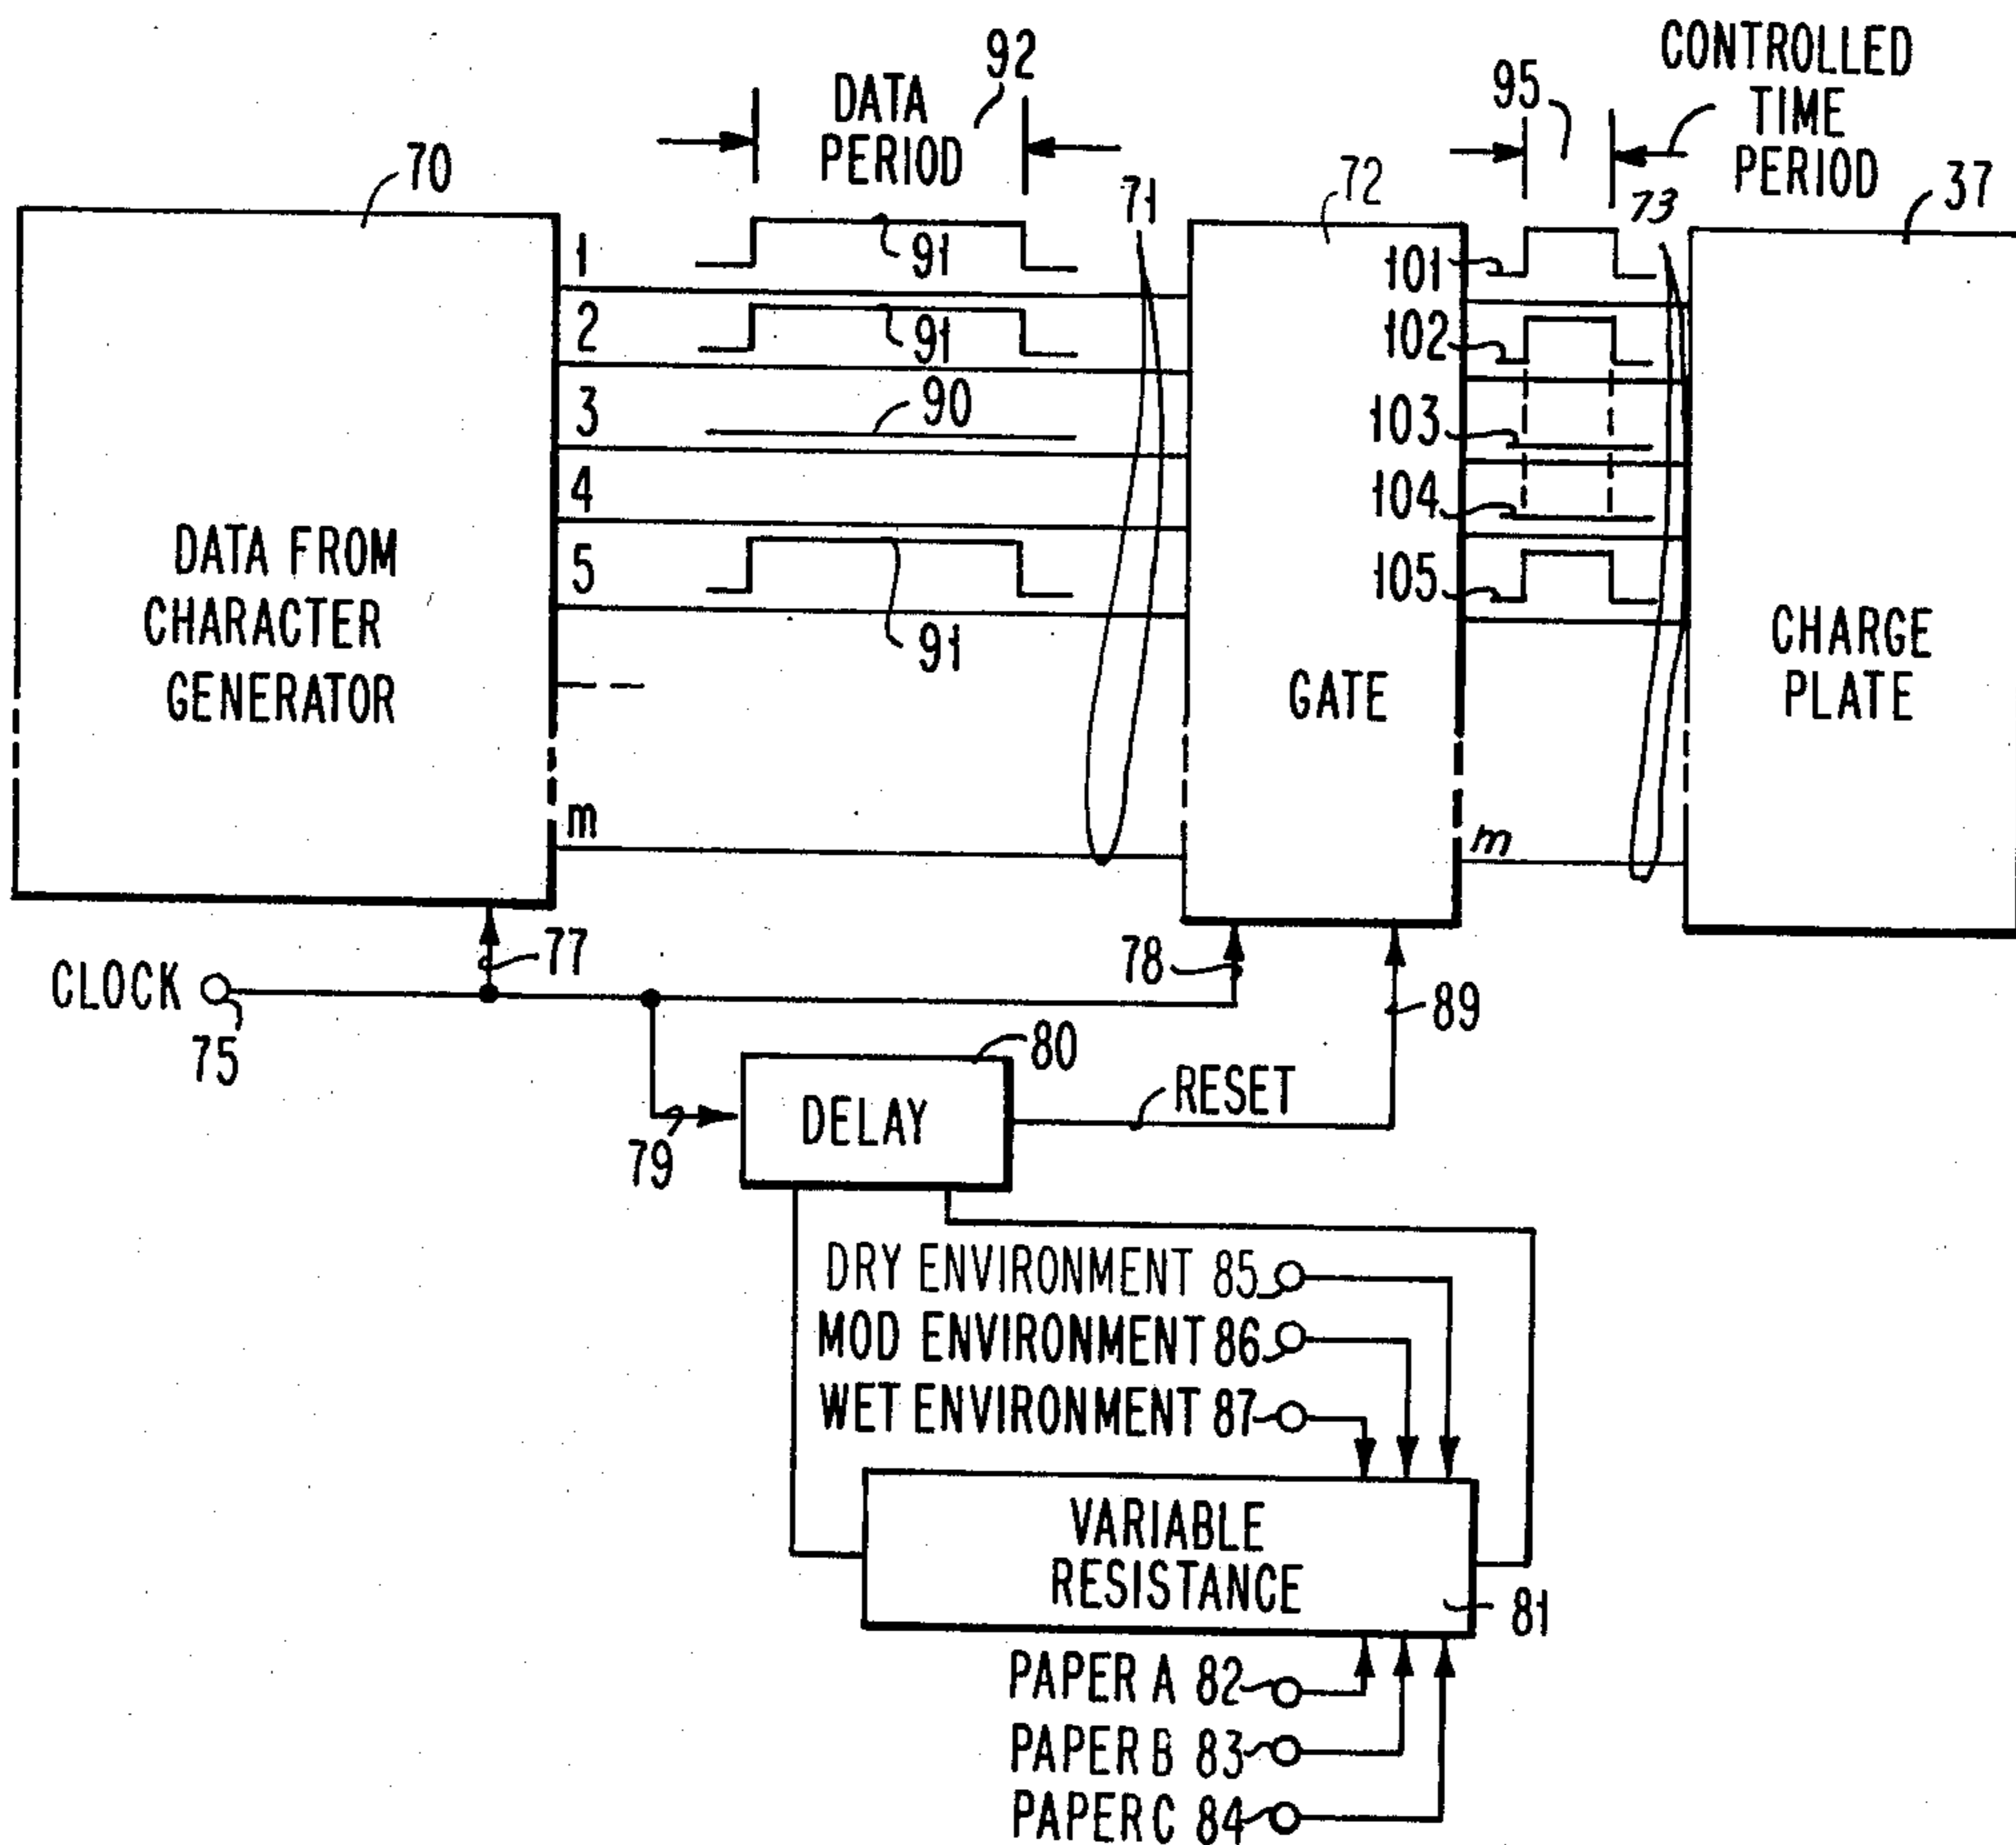 92
DATA
PERIOD
95
CONTROLLED
TIME
PERIOD
70
71
72
73
37
1
91
101
2
91
102
3
90
103
4
104
5
91
105
DATA FROM
CHARACTER
GENERATOR
GATE
CHARGE
PLATE
m
m
CLOCK
75
77
78
89
80
DELAY
RESET
79
DRY ENVIRONMENT 85
MOD ENVIRONMENT 86
WET ENVIRONMENT 87
VARIABLE
RESISTANCE
81
PAPER A 82
PAPER B 83
PAPER C 84